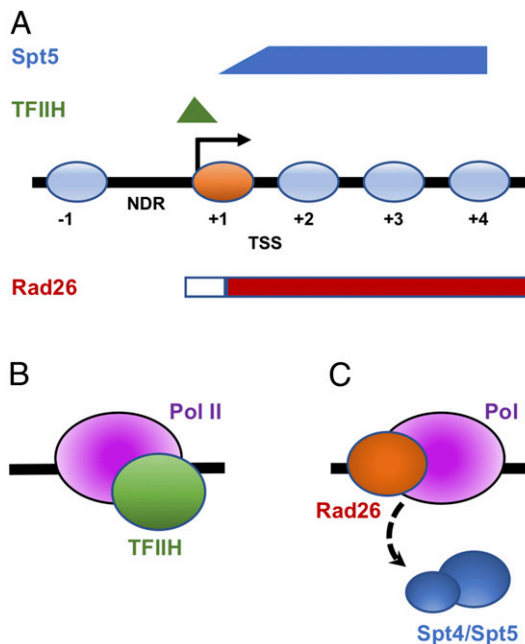 A
Spt5
TFIIH
NDR
-1 +1 +2 +3 +4
TSS
Rad26
B
Pol II
TFIIH
C
Pol
Rad26
Spt4/Spt5